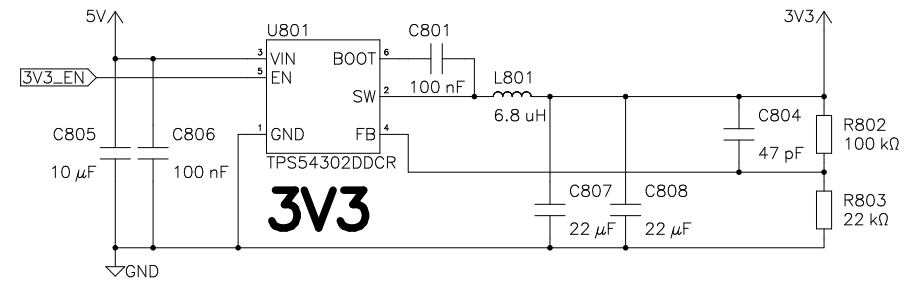 5V
3V3
U801
C801
3
VIN
BOOT
6
3V3_EN
5
EN
100 nF
L801
SW
2
6.8 uH
C804
C805
C806
1
GND
FB
4
R802
100 kΩ
47 pF
10 µF
100 nF
TPS54302DDCR
3V3
C807
C808
R803
22 kΩ
22 µF
22 µF
GND